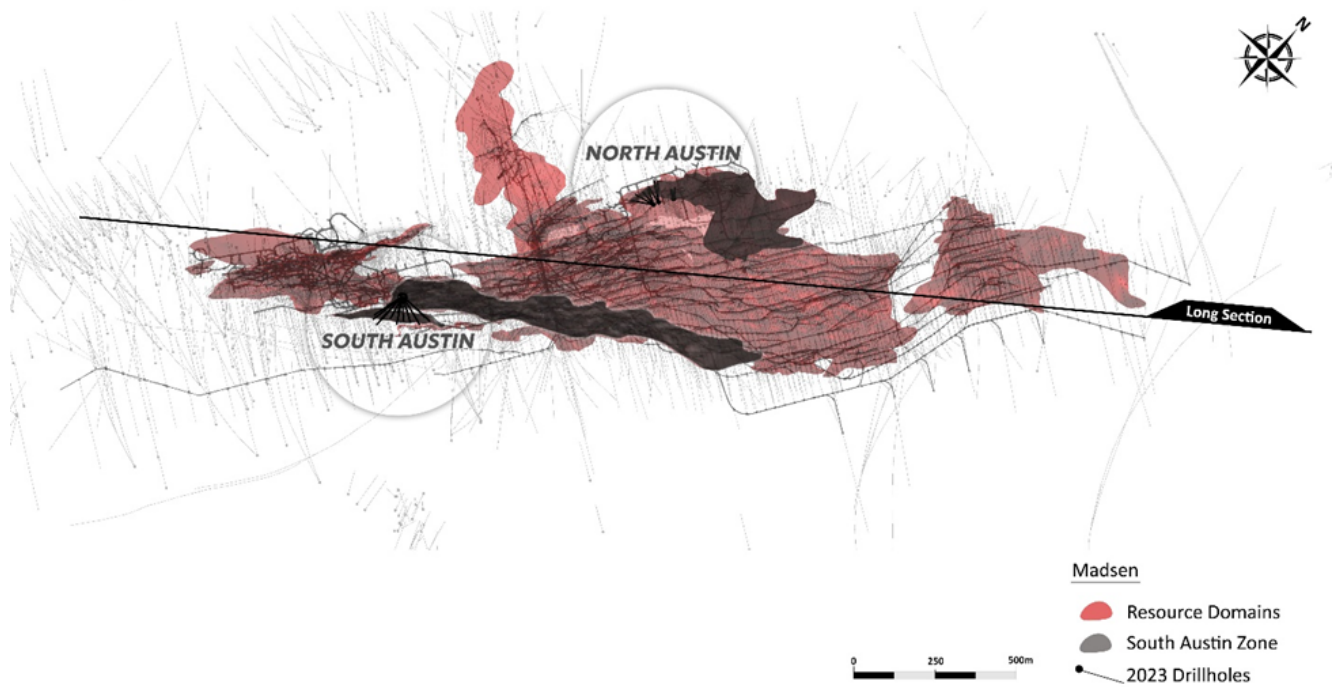 N
NORTH AUSTIN
Long Section
SOUTH AUSTIN
Madsen
Resource Domains
South Austin Zone
2023 Drillholes
0 250 500m